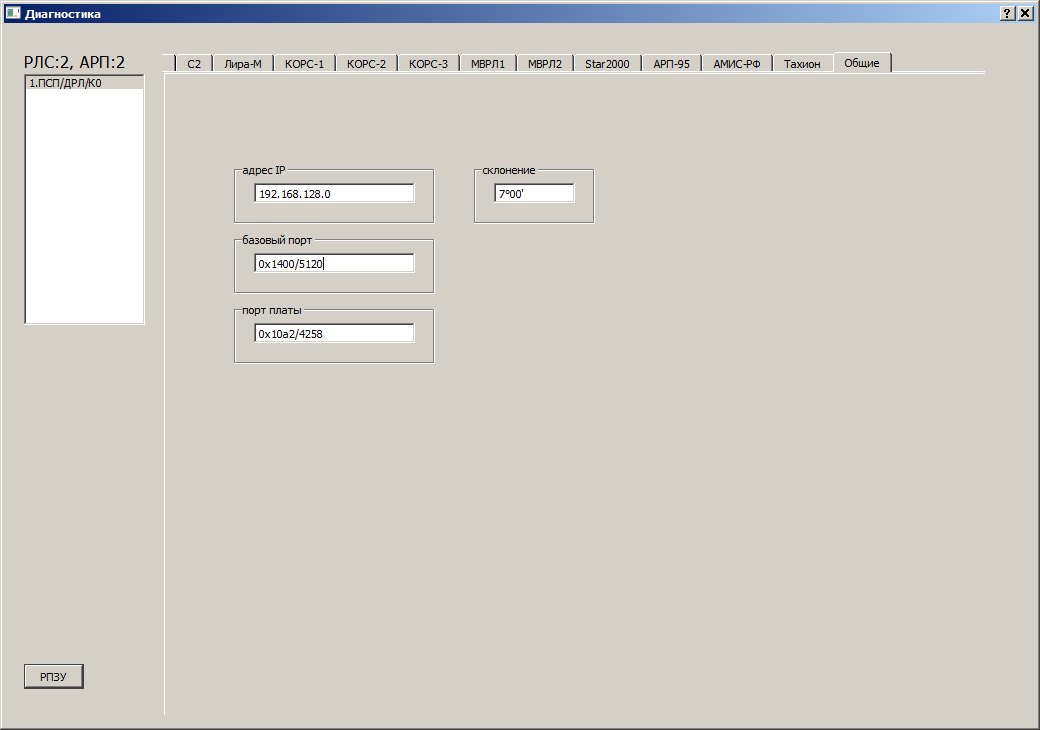 Диагностика
РЛС:2, АРП:2
1.ПСП/ДРЛ/К0
С2 Лира-М КОРС-1 КОРС-2 КОРС-3 МВРЛ1 МВРЛ2 Star2000 АРП-95 АМИС-РФ Тахион Общие
адрес IP
192.168.128.0
склонение
7°00'
базовый порт
0x1400/5120
порт платы
0x10a2/4258
РПЗУ